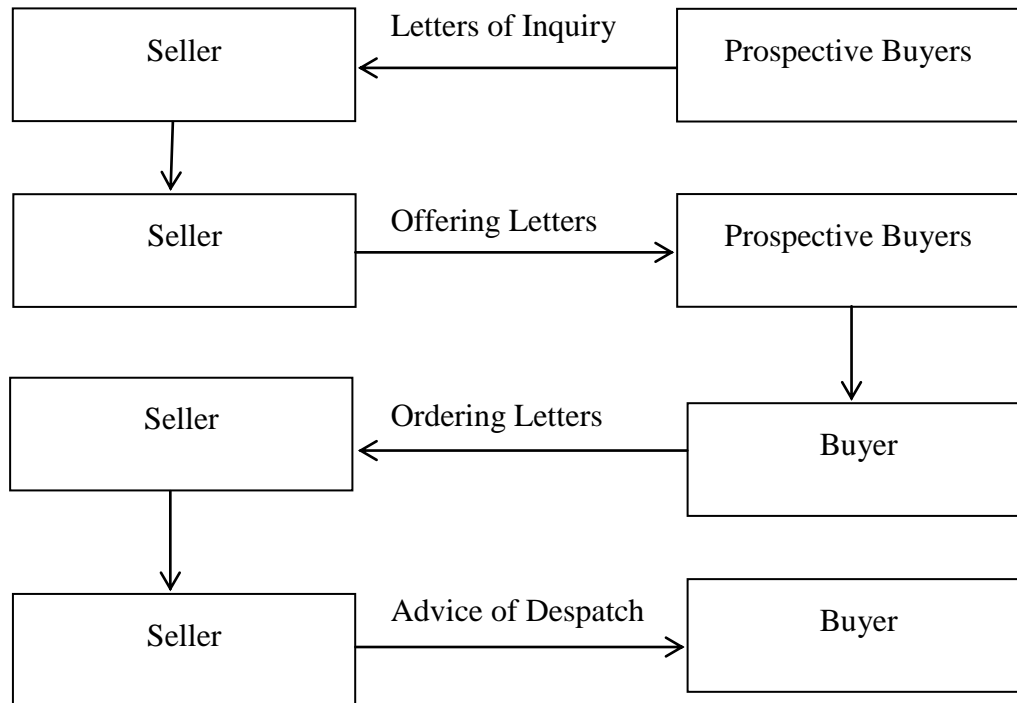 Letters of Inquiry
Seller
Prospective Buyers
Offering Letters
Seller
Prospective Buyers
Ordering Letters
Seller
Buyer
Advice of Despatch
Seller
Buyer